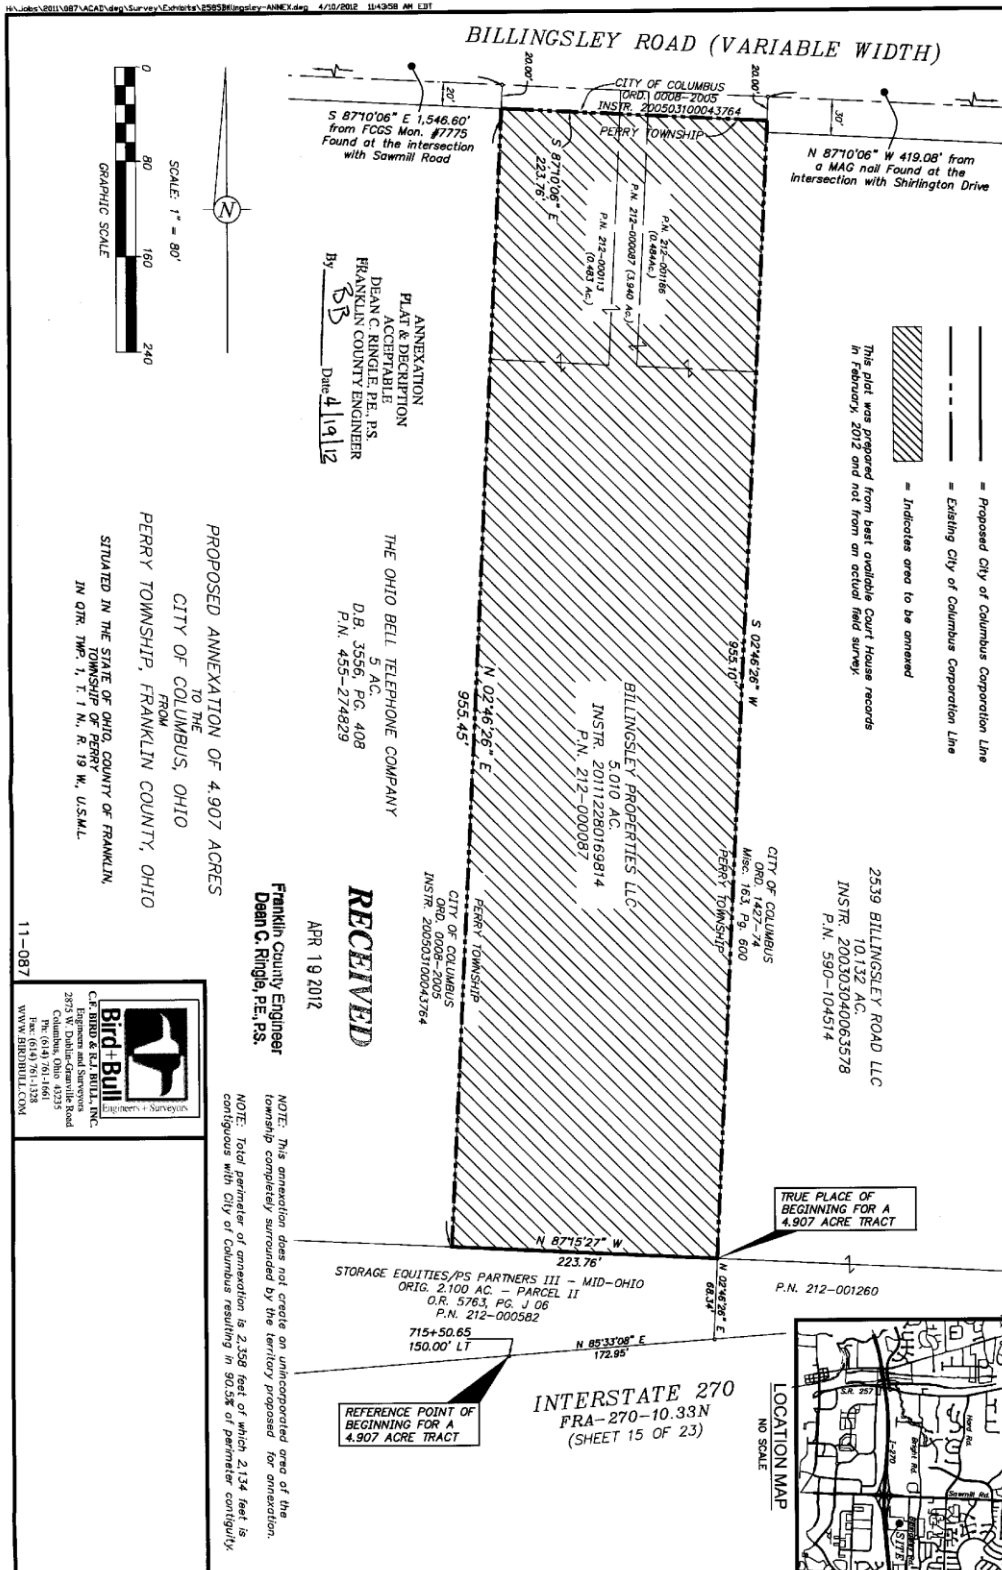 H:\Jobs\2011\087\ACAD\dwg\Survey\Exhibits\2585Billingsley-ANNEX.dwg 4/10/2012 11:43:58 AM EDT
BILLINGSLEY ROAD (VARIABLE WIDTH)
CITY OF COLUMBUS
ORD. 0008-2005
INSTR. 200503100043764
PERRY TOWNSHIP
20.00'
20.00'
20'
30'
S 87°10'06" E 1,546.60'
from FCGS Mon. #7775
Found at the intersection
with Sawmill Road
N 87°10'06" W 419.08' from
a MAG nail Found at the
intersection with Shirlington Drive
S 87°10'06" E
223.76'
P.N. 212-000113
(0.483 Ac.)
P.N. 212-000087 (3.940 Ac.)
P.N. 212-001166
(0.484Ac.)
0
80
160
240
SCALE: 1" = 80'
GRAPHIC SCALE
N
ANNEXATION
PLAT & DECRIPTION
ACCEPTABLE
DEAN C. RINGLE, P.E., P.S.
FRANKLIN COUNTY ENGINEER
By BB Date 4/19/12
= Proposed City of Columbus Corporation Line
= Existing City of Columbus Corporation Line
= Indicates area to be annexed
This plat was prepared from best available Court House records
in February, 2012 and not from an actual field survey.
S 02°46'26" W
955.10'
N 02°46'26" E
955.45'
BILLINGSLEY PROPERTIES LLC
5.010 AC.
INSTR. 201112280169814
P.N. 212-000087
THE OHIO BELL TELEPHONE COMPANY
5 AC.
D.B. 3556, PG. 408
P.N. 455-274829
PROPOSED ANNEXATION OF 4.907 ACRES
TO THE
CITY OF COLUMBUS, OHIO
FROM
PERRY TOWNSHIP, FRANKLIN COUNTY, OHIO
SITUATED IN THE STATE OF OHIO, COUNTY OF FRANKLIN,
TOWNSHIP OF PERRY
IN QTR. TWP. 1, T. 1 N., R. 19 W., U.S.M.L.
CITY OF COLUMBUS
ORD. 1427-74
Misc. 163, Pg. 600
PERRY TOWNSHIP
2539 BILLINGSLEY ROAD LLC
10.132 AC.
INSTR. 200303040063578
P.N. 590-104514
PERRY TOWNSHIP
CITY OF COLUMBUS
ORD. 0008-2005
INSTR. 200503100043764
RECEIVED
APR 19 2012
Franklin County Engineer
Dean C. Ringle, P.E., P.S.
11-087
Bird+Bull
Engineers + Surveyors
C.F. BIRD & R.J. BULL, INC.
Engineers and Surveyors
2875 W. Dublin-Granville Road
Columbus, Ohio 43235
Ph: (614) 761-1661
Fax: (614) 761-1328
WWW.BIRDBULL.COM
NOTE: This annexation does not create an unincorporated area of the
township completely surrounded by the territory proposed for annexation.
NOTE: Total perimeter of annexation is 2,358 feet of which 2,134 feet is
contiguous with City of Columbus resulting in 90.5% of perimeter contiguity.
TRUE PLACE OF
BEGINNING FOR A
4.907 ACRE TRACT
N 87°15'27" W
223.76'
STORAGE EQUITIES/PS PARTNERS III - MID-OHIO
ORIG. 2.100 AC. - PARCEL II
O.R. 5763, PG. J 06
P.N. 212-000582
N 02°46'26" E
68.34'
P.N. 212-001260
715+50.65
150.00' LT
N 85°33'08" E
172.95'
REFERENCE POINT OF
BEGINNING FOR A
4.907 ACRE TRACT
INTERSTATE 270
FRA-270-10.33N
(SHEET 15 OF 23)
LOCATION MAP
NO SCALE
S.R. 257
I-270
Hard Rd.
Bright Rd.
Sawmill Rd.
SITE